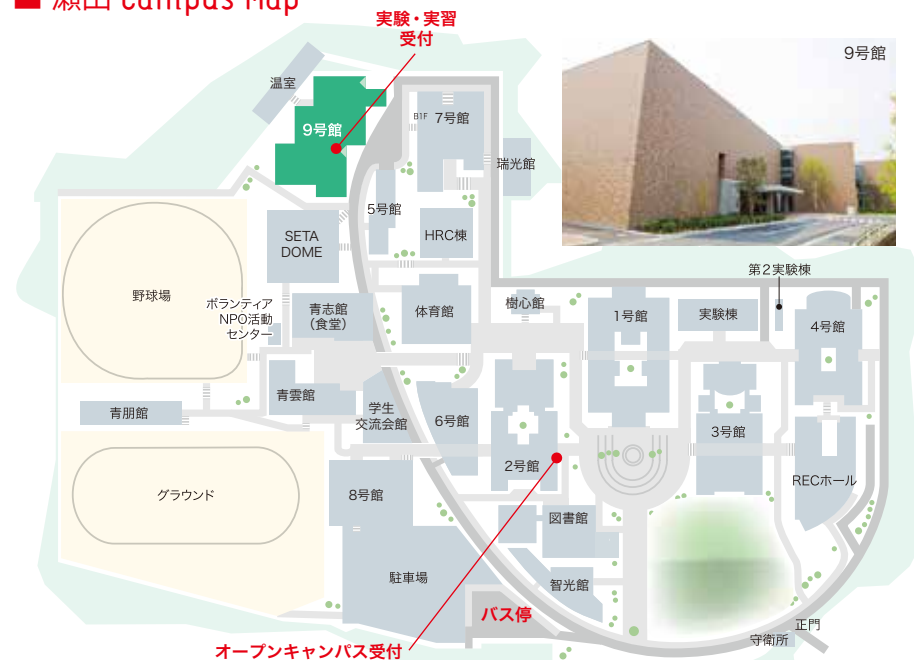 瀬田 campus Map
実験・実習
受付
9号館
温室
9号館
B1F
7号館
瑞光館
5号館
SETA
DOME
HRC棟
第2実験棟
野球場
ボランティア
NPO活動
センター
青志館
(食堂)
体育館
樹心館
1号館
実験棟
4号館
青雲館
学生
交流会館
青朋館
6号館
3号館
2号館
RECホール
グラウンド
8号館
図書館
駐車場
智光館
バス停
正門
守衛所
オープンキャンパス受付